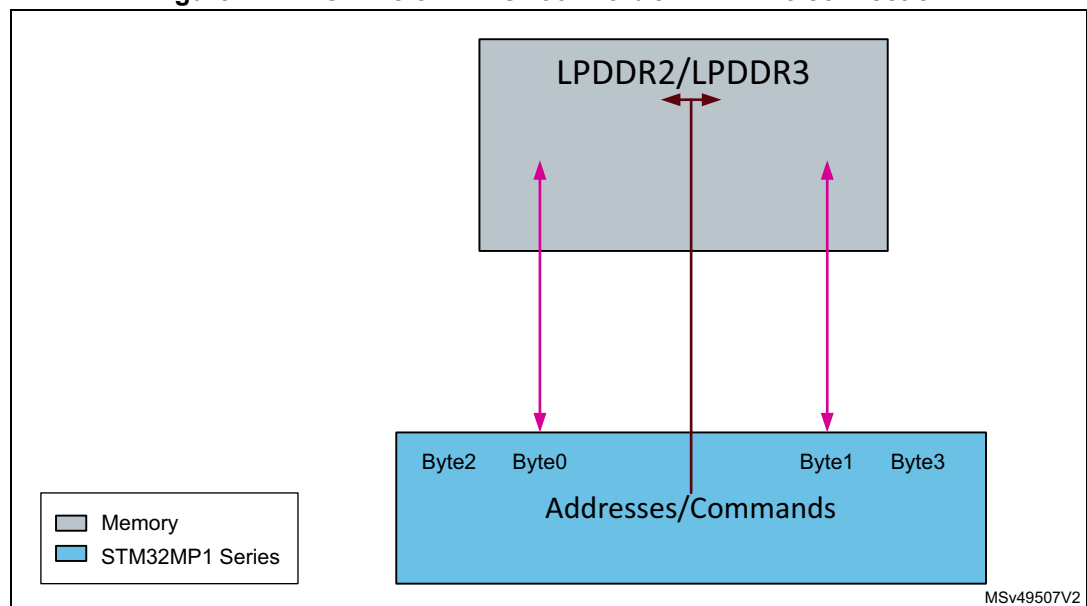 LPDDR2/LPDDR3
Byte2 Byte0 Byte1 Byte3
Addresses/Commands
Memory
STM32MP1 Series
MSv49507V2